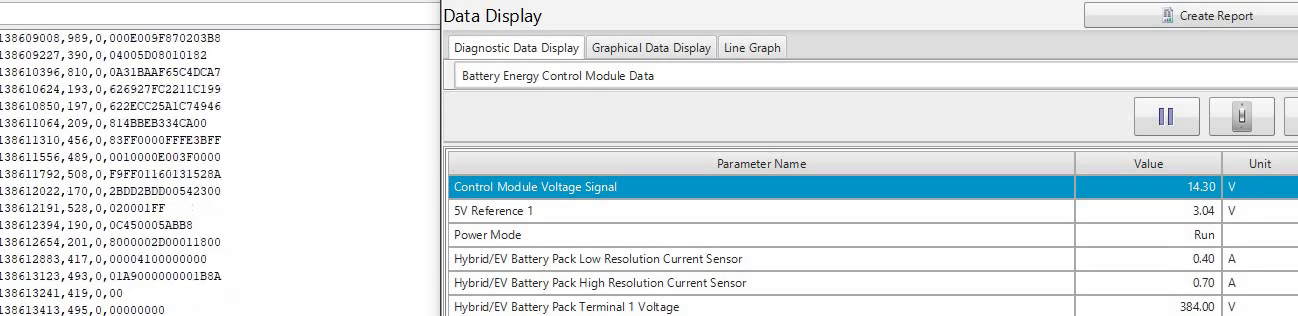 138609008,989,0,000E009F870203B8
138609227,390,0,04005D08010182
138610396,810,0,0A31BAAF65C4DCA7
138610624,193,0,626927FC2211C199
138610850,197,0,622ECC25A1C74946
138611064,209,0,814BBEB334CA00
138611310,456,0,83FF0000FFFE3BFF
138611556,489,0,0010000E003F0000
138611792,508,0,F9FF01160131528A
138612022,170,0,2BDD2BDD00542300
138612191,528,0,020001FF
138612394,190,0,0C450005ABB8
138612654,201,0,8000002D00011800
138612883,417,0,00004100000000
138613123,493,0,01A9000000001B8A
138613241,419,0,00
138613413,495,0,00000000
Data Display
Create Report
Diagnostic Data Display Graphical Data Display Line Graph
Battery Energy Control Module Data
Parameter Name Value Unit
Control Module Voltage Signal 14.30 V
5V Reference 1 3.04 V
Power Mode Run
Hybrid/EV Battery Pack Low Resolution Current Sensor 0.40 A
Hybrid/EV Battery Pack High Resolution Current Sensor 0.70 A
Hybrid/EV Battery Pack Terminal 1 Voltage 384.00 V